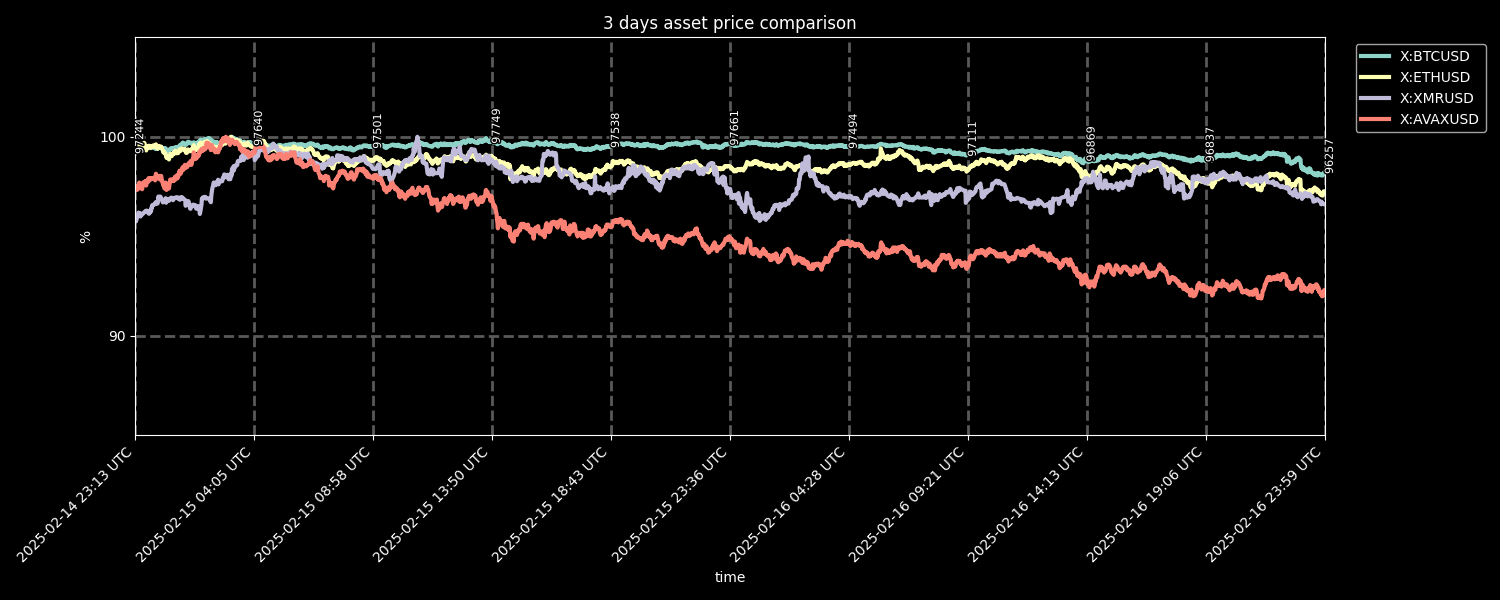 3 days asset price comparison
X:BTCUSD
X:ETHUSD
X:XMRUSD
X:AVAXUSD
100
90
%
97244
97640
97501
97749
97538
97661
97494
97111
96869
96837
96257
2025-02-14 23:13 UTC
2025-02-15 04:05 UTC
2025-02-15 08:58 UTC
2025-02-15 13:50 UTC
2025-02-15 18:43 UTC
2025-02-15 23:36 UTC
2025-02-16 04:28 UTC
2025-02-16 09:21 UTC
2025-02-16 14:13 UTC
2025-02-16 19:06 UTC
2025-02-16 23:59 UTC
time